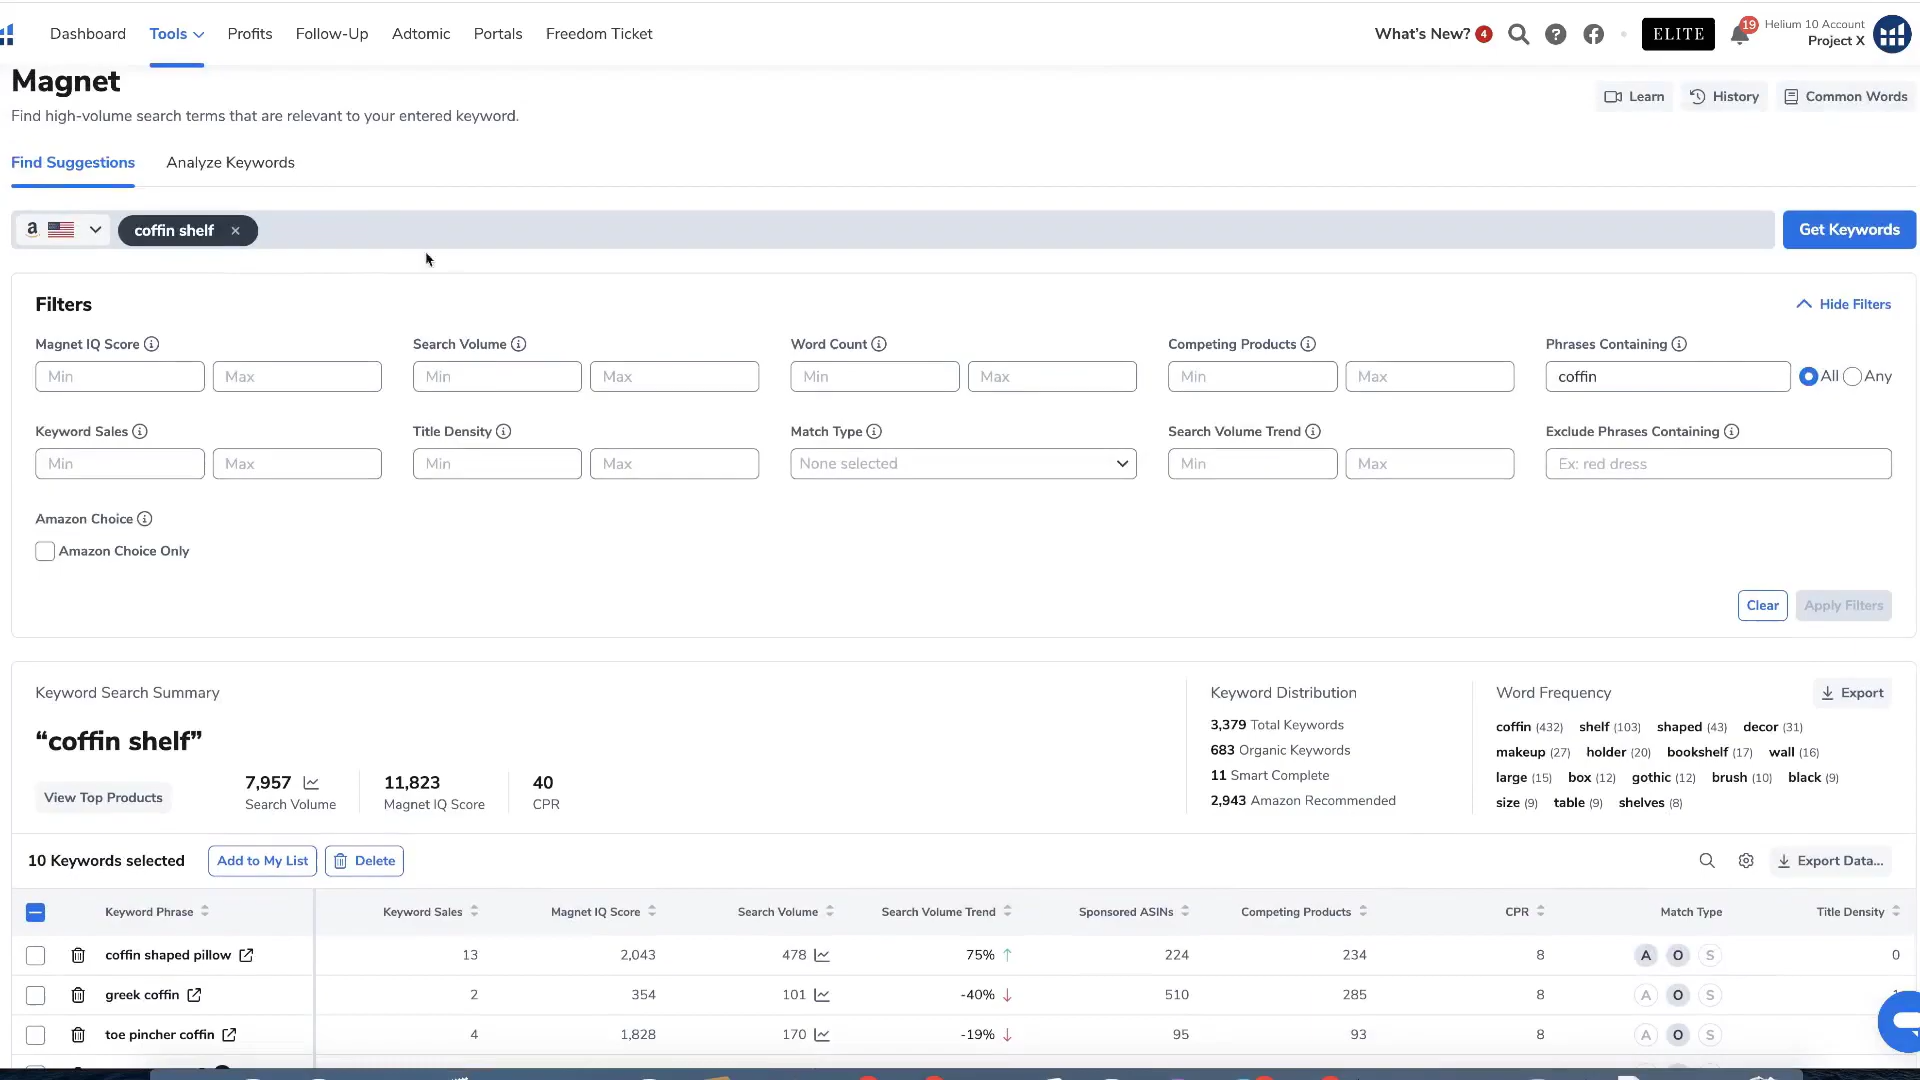 Dashboard Tools Profits Follow-Up Adtomic Portals Freedom Ticket What's New? 4 ELITE 19 Helium 10 Account
Project X
Magnet
Find high-volume search terms that are relevant to your entered keyword.
Learn History Common Words
Find Suggestions Analyze Keywords
a coffin shelf × Get Keywords
Filters Hide Filters
Magnet IQ Score Search Volume Word Count Competing Products Phrases Containing
Min Max Min Max Min Max Min Max coffin All Any
Keyword Sales Title Density Match Type Search Volume Trend Exclude Phrases Containing
Min Max Min Max None selected Min Max Ex: red dress
Amazon Choice
Amazon Choice Only
Clear Apply Filters
Keyword Search Summary Keyword Distribution Word Frequency Export
"coffin shelf"
View Top Products
7,957 11,823 40
Search Volume Magnet IQ Score CPR
3,379 Total Keywords
683 Organic Keywords
11 Smart Complete
2,943 Amazon Recommended
coffin (432) shelf (103) shaped (43) decor (31)
makeup (27) holder (20) bookshelf (17) wall (16)
large (15) box (12) gothic (12) brush (10) black (9)
size (9) table (9) shelves (8)
10 Keywords selected Add to My List Delete Export Data...
Keyword Phrase Keyword Sales Magnet IQ Score Search Volume Search Volume Trend Sponsored ASINs Competing Products CPR Match Type Title Density
coffin shaped pillow 13 2,043 478 75% 224 234 8 A O S 0
greek coffin 2 354 101 -40% 510 285 8 A O S
toe pincher coffin 4 1,828 170 -19% 95 93 8 A O S